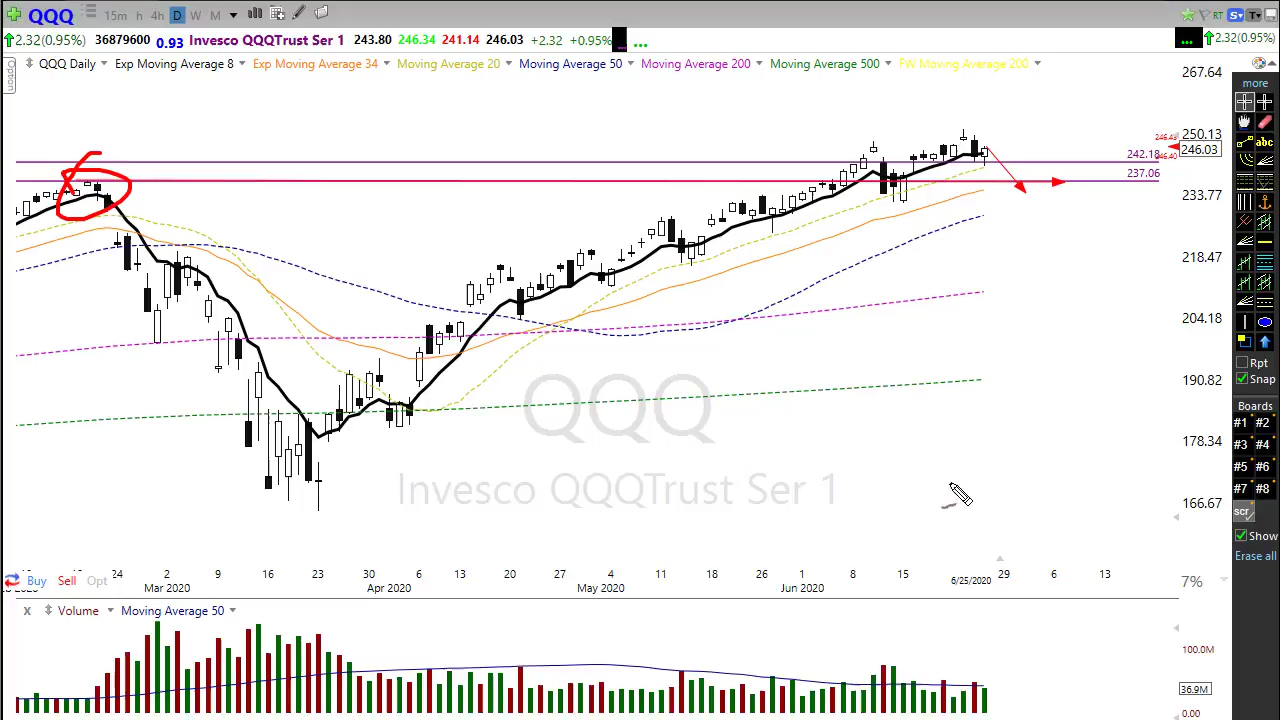 QQQ 15m h 4h D W M RT S T
2.32(0.95%) 36879600 0.93 Invesco QQQTrust Ser 1 243.80 246.34 241.14 246.03 +2.32 +0.95% ... ... 2.32(0.95%)
Option
QQQ Daily Exp Moving Average 8 Exp Moving Average 34 Moving Average 20 Moving Average 50 Moving Average 200 Moving Average 500 FW Moving Average 200
267.64
more
250.13
246.03
242.18
246.40
237.06
233.77
218.47
204.18
190.82
178.34
166.67
abc
Rpt
Snap
Boards
#1 #2
#3 #4
#5 #6
#7 #8
scr
Show
Erase all
QQQ
Invesco QQQTrust Ser 1
24 2 9 16 23 30 6 13 20 27 4 11 18 26 1 8 15 6/25/2020 29 6 13
Mar 2020 Apr 2020 May 2020 Jun 2020
Buy Sell Opt
7%
x Volume Moving Average 50
100.0M
36.9M
0.00